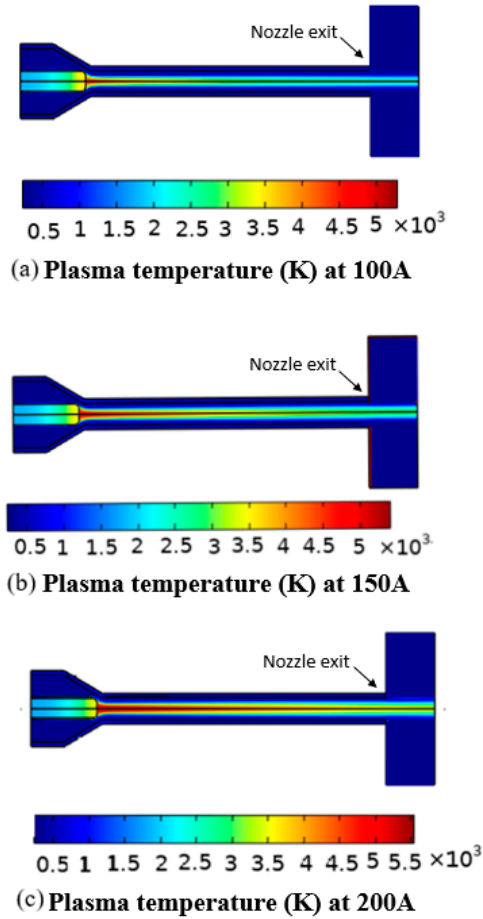 Nozzle exit
0.5 1 1.5 2 2.5 3 3.5 4 4.5 5 ×10³
(a) Plasma temperature (K) at 100A
Nozzle exit
0.5 1 1.5 2 2.5 3 3.5 4 4.5 5 ×10³
(b) Plasma temperature (K) at 150A
Nozzle exit
0.5 1 1.5 2 2.5 3 3.5 4 4.5 5 5.5 ×10³
(c) Plasma temperature (K) at 200A